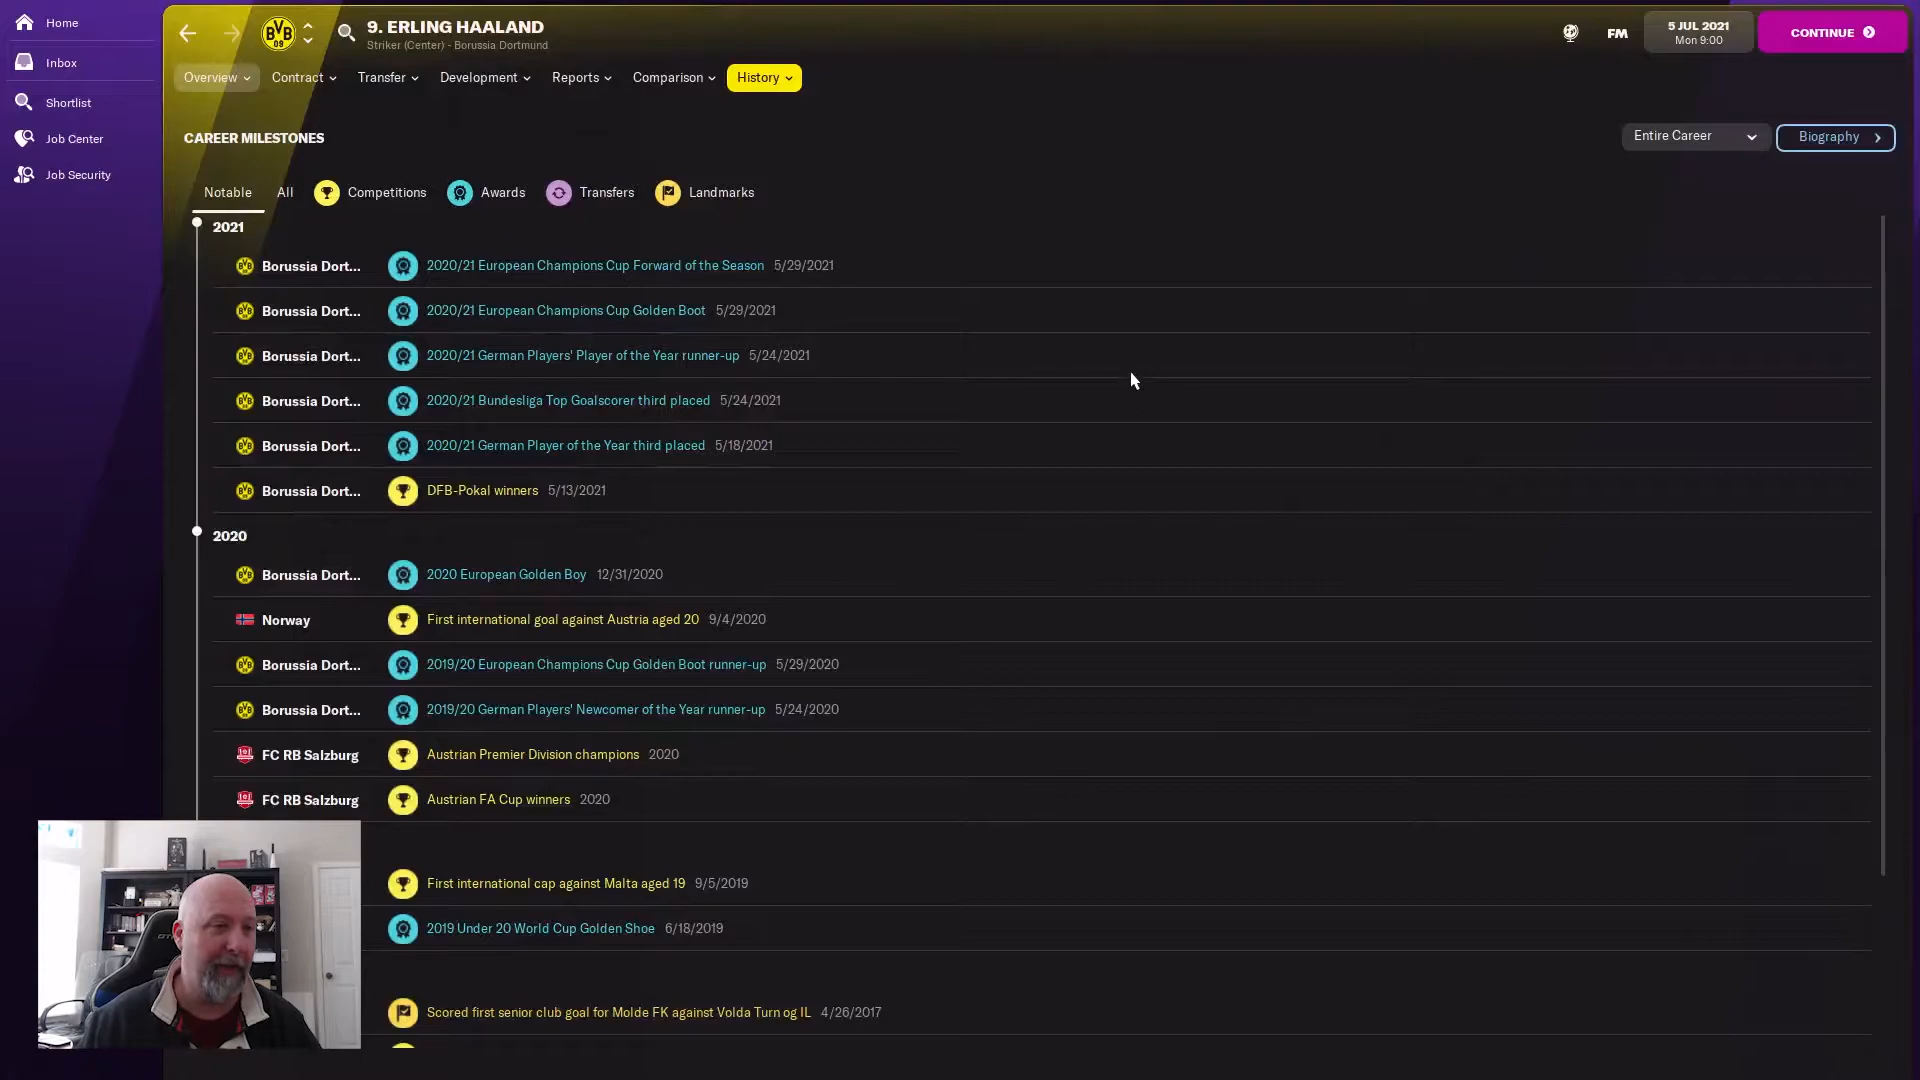 Home
Inbox
Shortlist
Job Center
Job Security
9. ERLING HAALAND
Striker (Center) - Borussia Dortmund
FM
5 JUL 2021
Mon 9:00
CONTINUE
Overview
Contract
Transfer
Development
Reports
Comparison
History
CAREER MILESTONES
Entire Career
Biography
Notable
All
Competitions
Awards
Transfers
Landmarks
2021
Borussia Dort... 2020/21 European Champions Cup Forward of the Season 5/29/2021
Borussia Dort... 2020/21 European Champions Cup Golden Boot 5/29/2021
Borussia Dort... 2020/21 German Players' Player of the Year runner-up 5/24/2021
Borussia Dort... 2020/21 Bundesliga Top Goalscorer third placed 5/24/2021
Borussia Dort... 2020/21 German Player of the Year third placed 5/18/2021
Borussia Dort... DFB-Pokal winners 5/13/2021
2020
Borussia Dort... 2020 European Golden Boy 12/31/2020
Norway First international goal against Austria aged 20 9/4/2020
Borussia Dort... 2019/20 European Champions Cup Golden Boot runner-up 5/29/2020
Borussia Dort... 2019/20 German Players' Newcomer of the Year runner-up 5/24/2020
FC RB Salzburg Austrian Premier Division champions 2020
FC RB Salzburg Austrian FA Cup winners 2020
First international cap against Malta aged 19 9/5/2019
2019 Under 20 World Cup Golden Shoe 6/18/2019
Scored first senior club goal for Molde FK against Volda Turn og IL 4/26/2017